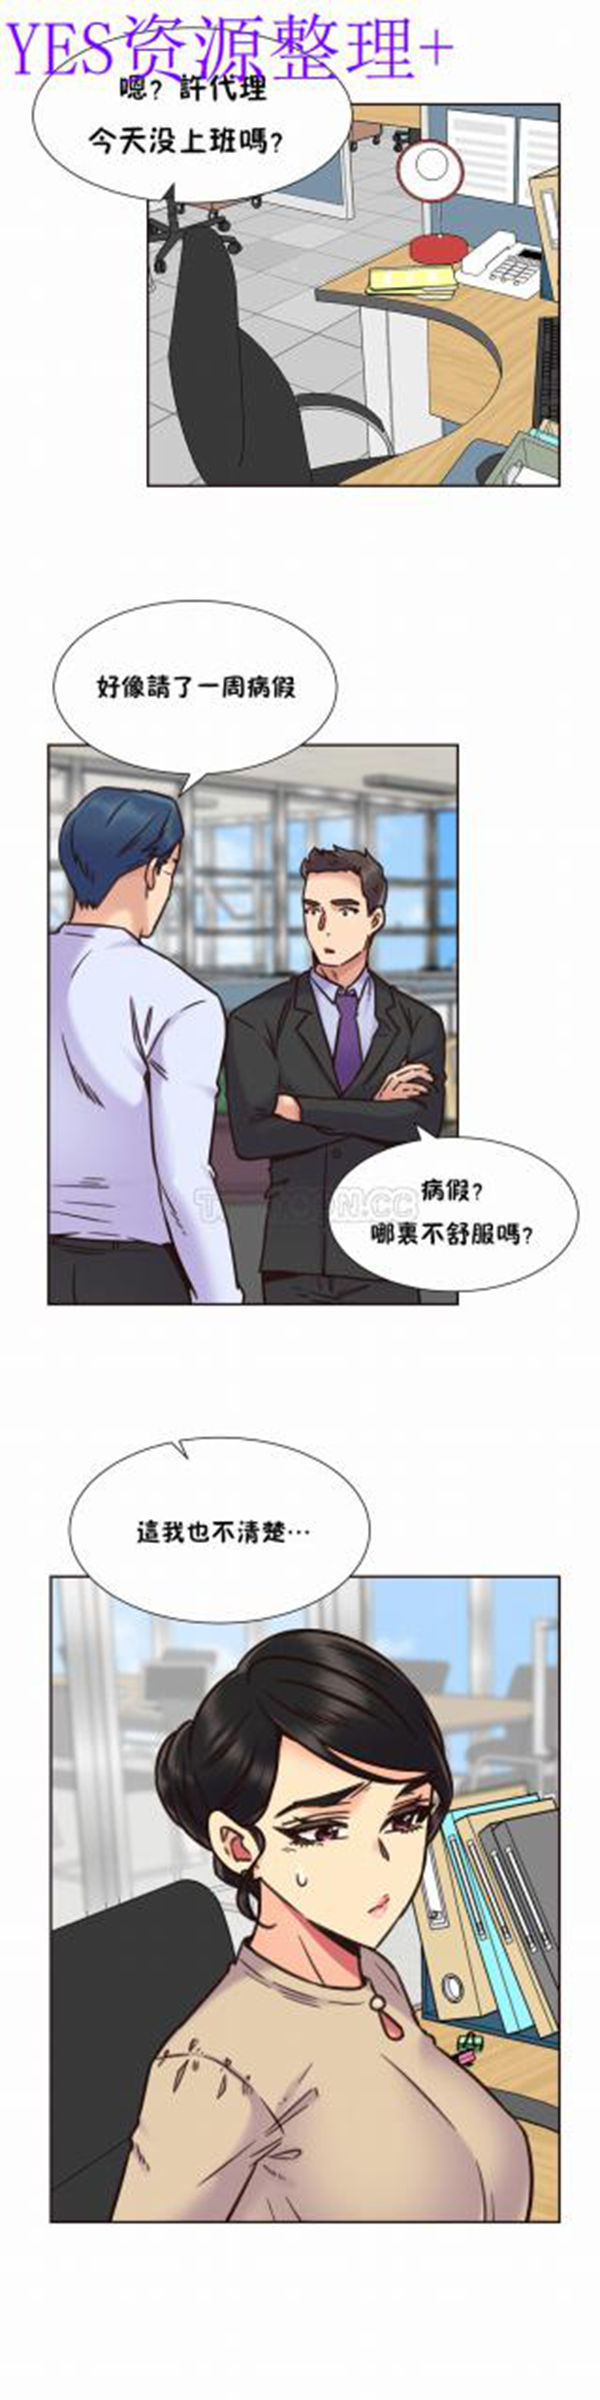 YES资源整理+
嗯? 許代理
今天没上班嗎?
好像請了一周病假
病假?
哪裏不舒服嗎?
這我也不清楚…